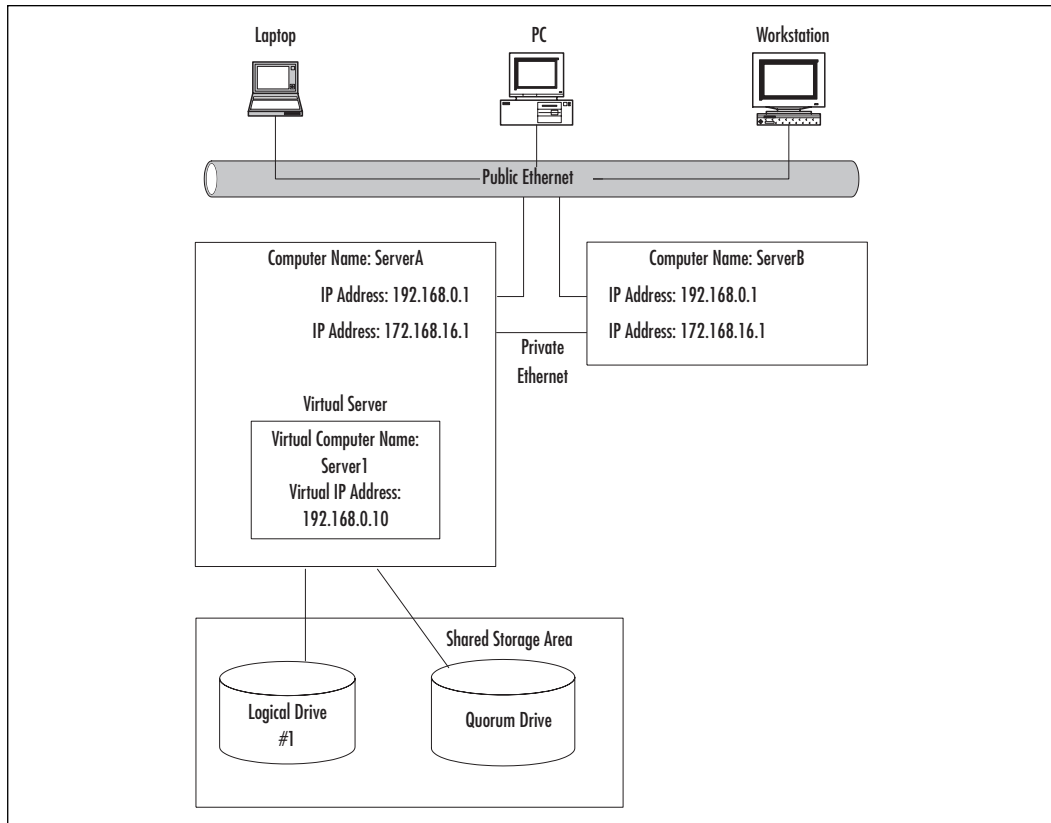 Laptop
PC
Workstation
Public Ethernet
Computer Name: ServerA
IP Address: 192.168.0.1
IP Address: 172.168.16.1
Computer Name: ServerB
IP Address: 192.168.0.1
IP Address: 172.168.16.1
Private
Ethernet
Virtual Server
Virtual Computer Name:
Server1
Virtual IP Address:
192.168.0.10
Shared Storage Area
Logical Drive
#1
Quorum Drive